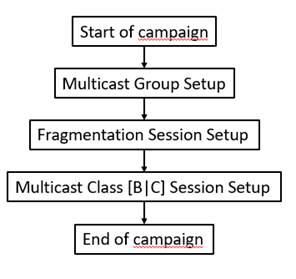 Start of campaign
Multicast Group Setup
Fragmentation Session Setup
Multicast Class [B|C] Session Setup
End of campaign